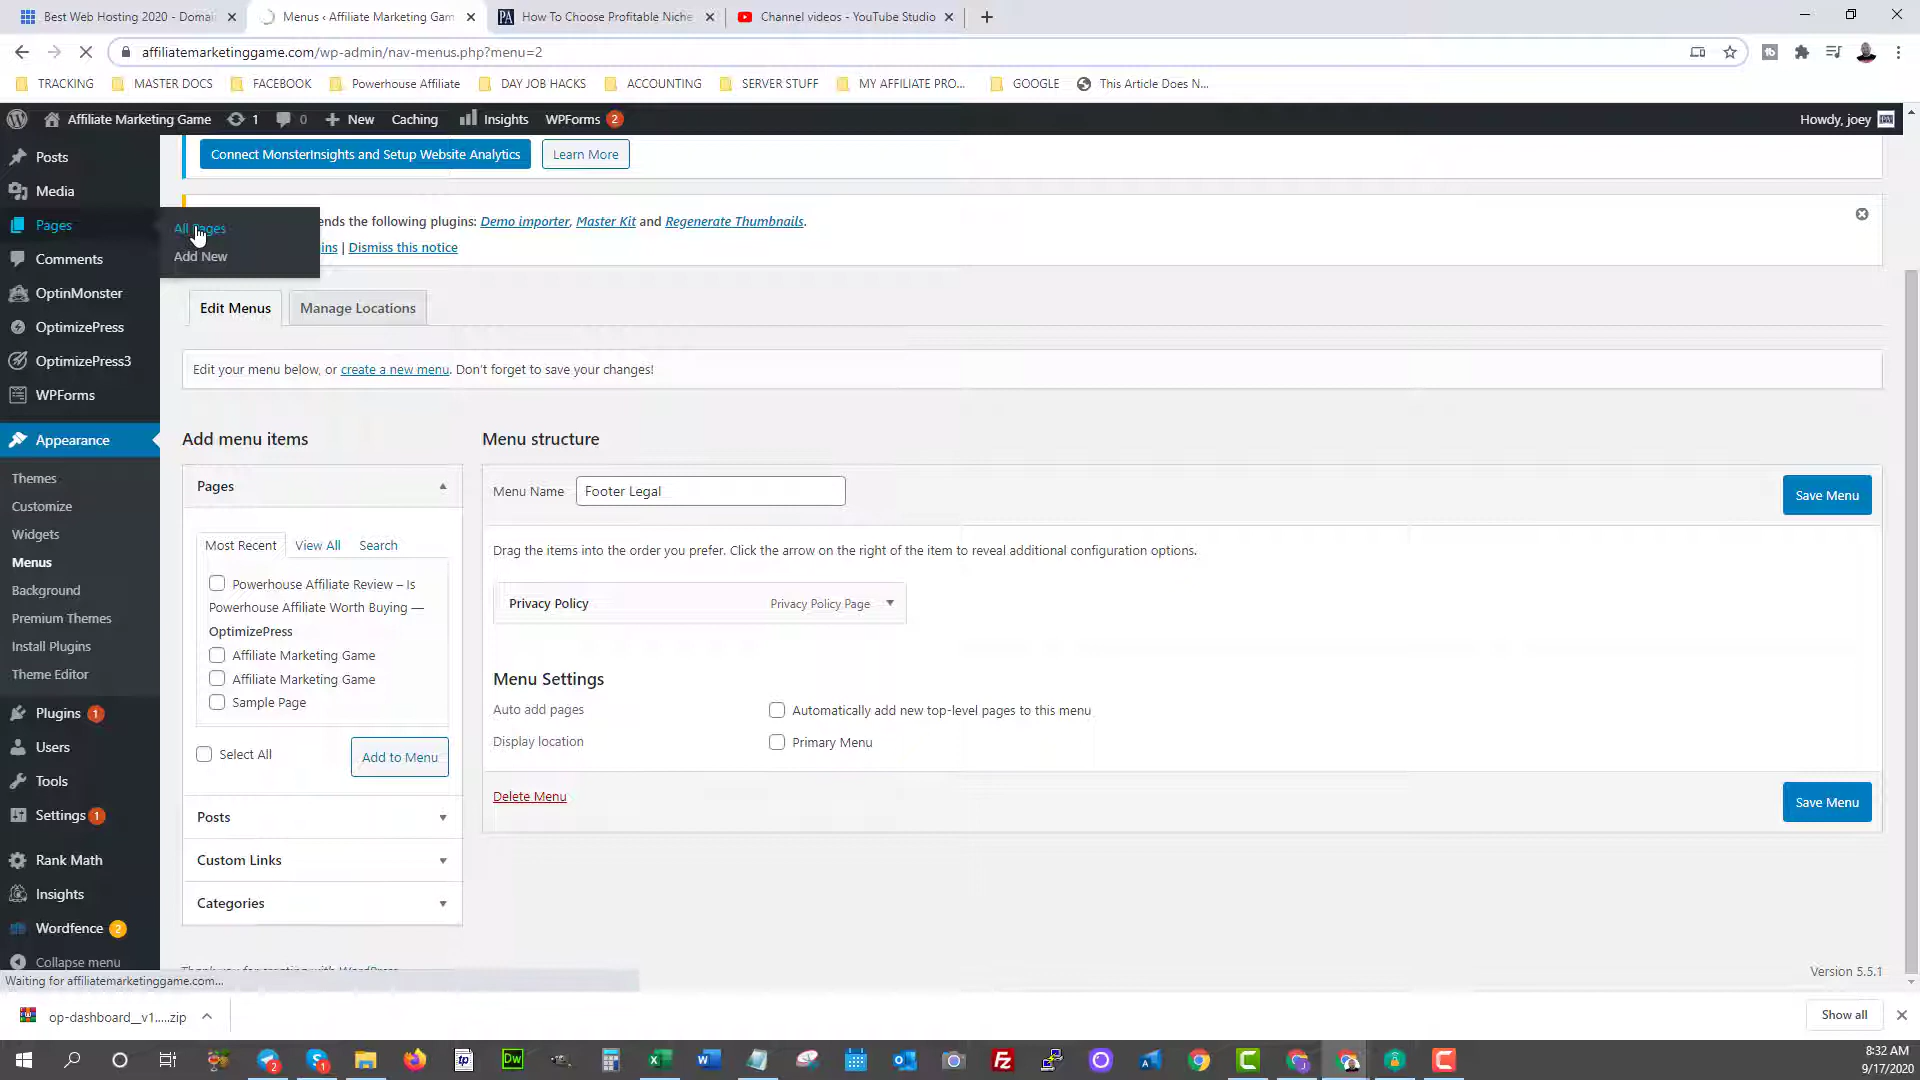 Best Web Hosting 2020 - Domai
Menus ‹ Affiliate Marketing Gam
How To Choose Profitable Niche
Channel videos - YouTube Studio
affiliatemarketinggame.com/wp-admin/nav-menus.php?menu=2
TRACKING
MASTER DOCS
FACEBOOK
Powerhouse Affiliate
DAY JOB HACKS
ACCOUNTING
SERVER STUFF
MY AFFILIATE PRO...
GOOGLE
This Article Does N...
Affiliate Marketing Game
1
0
New
Caching
Insights
WPForms 2
Howdy, joey
Posts
Media
Pages
Comments
OptinMonster
OptimizePress
OptimizePress3
WPForms
Appearance
Themes
Customize
Widgets
Menus
Background
Premium Themes
Install Plugins
Theme Editor
Plugins 1
Users
Tools
Settings 1
Rank Math
Insights
Wordfence 2
Collapse menu
All Pages
Add New
Connect MonsterInsights and Setup Website Analytics
Learn More
ends the following plugins: Demo importer, Master Kit and Regenerate Thumbnails.
ins | Dismiss this notice
Edit Menus
Manage Locations
Edit your menu below, or create a new menu. Don't forget to save your changes!
Add menu items
Pages
Most Recent
View All
Search
Powerhouse Affiliate Review – Is
Powerhouse Affiliate Worth Buying —
OptimizePress
Affiliate Marketing Game
Affiliate Marketing Game
Sample Page
Select All
Add to Menu
Posts
Custom Links
Categories
Menu structure
Menu Name
Footer Legal
Save Menu
Drag the items into the order you prefer. Click the arrow on the right of the item to reveal additional configuration options.
Privacy Policy
Privacy Policy Page
Menu Settings
Auto add pages
Automatically add new top-level pages to this menu
Display location
Primary Menu
Delete Menu
Save Menu
Thank you for creating with WordPress
Version 5.5.1
Waiting for affiliatemarketinggame.com...
op-dashboard__v1.....zip
Show all
8:32 AM
9/17/2020